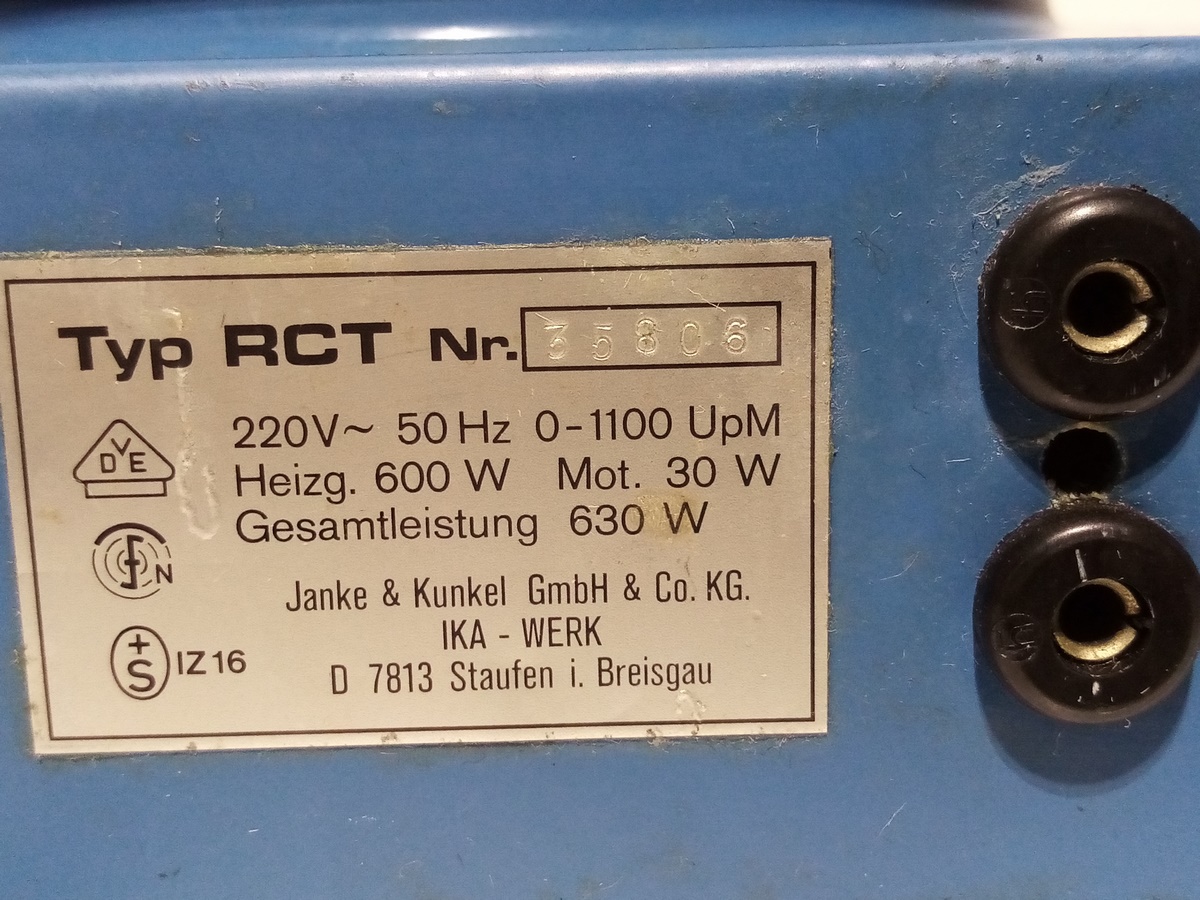 Typ RCT Nr. 35806
220V~ 50 Hz 0-1100 UpM
Heizg. 600 W Mot. 30 W
Gesamtleistung 630 W
Janke & Kunkel GmbH & Co. KG.
IKA - WERK
D 7813 Staufen i. Breisgau
DVE
FN
+S IZ 16